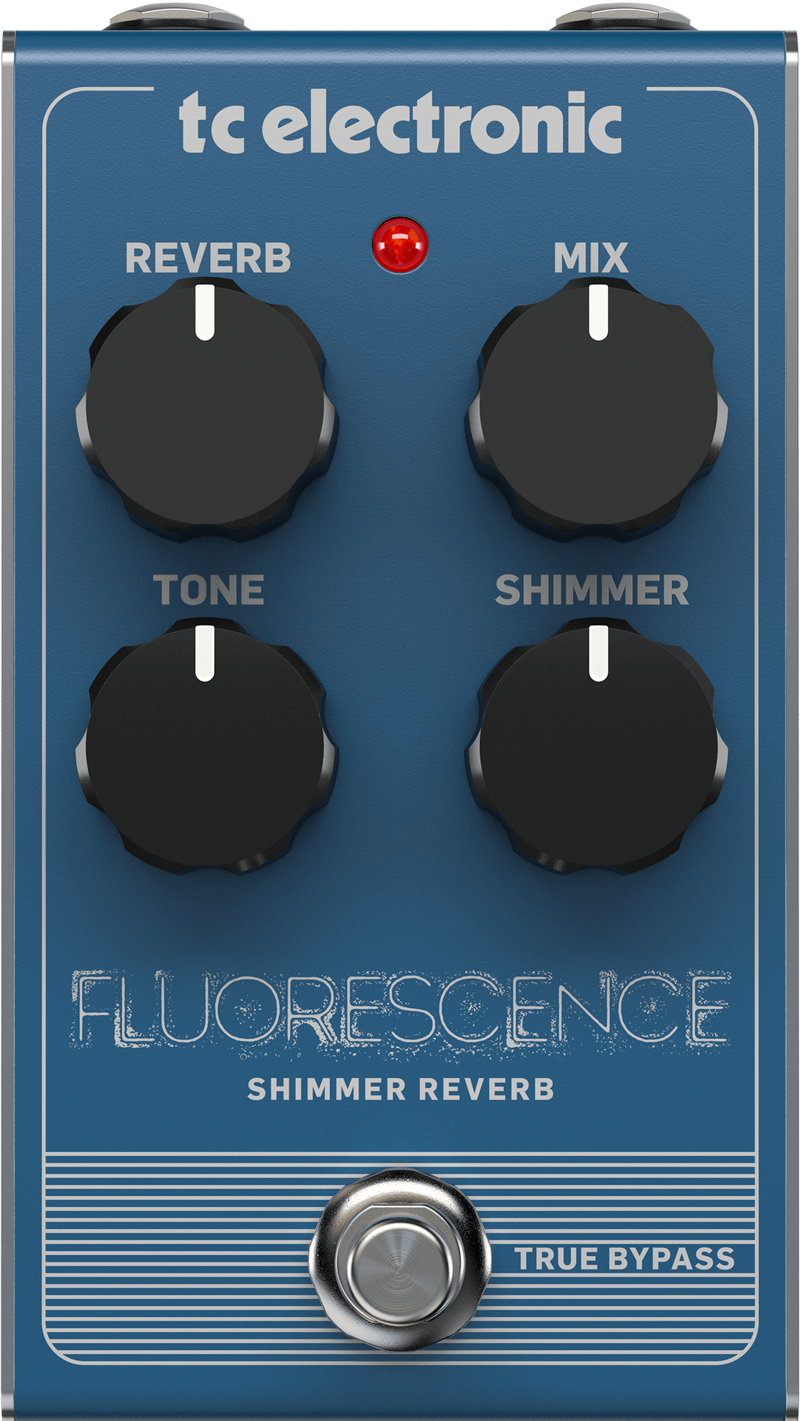 tc electronic
REVERB MIX
TONE SHIMMER
FLUORESCENCE
SHIMMER REVERB
TRUE BYPASS